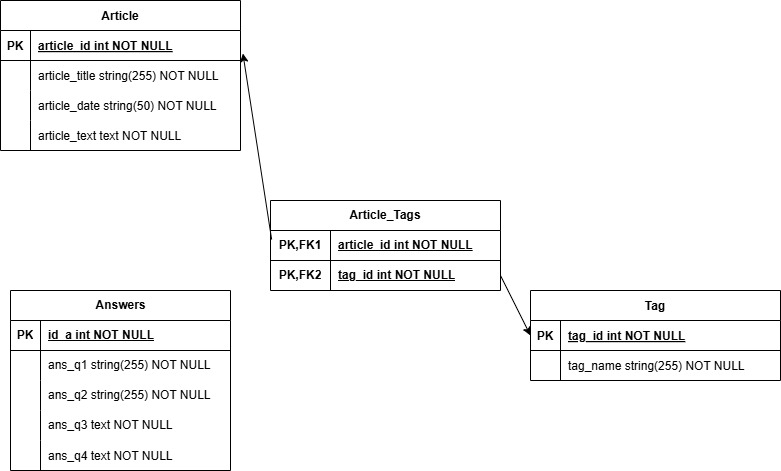 Article
PK article_id int NOT NULL
article_title string(255) NOT NULL
article_date string(50) NOT NULL
article_text text NOT NULL
Article_Tags
PK,FK1 article_id int NOT NULL
PK,FK2 tag_id int NOT NULL
Answers
PK id_a int NOT NULL
ans_q1 string(255) NOT NULL
ans_q2 string(255) NOT NULL
ans_q3 text NOT NULL
ans_q4 text NOT NULL
Tag
PK tag_id int NOT NULL
tag_name string(255) NOT NULL